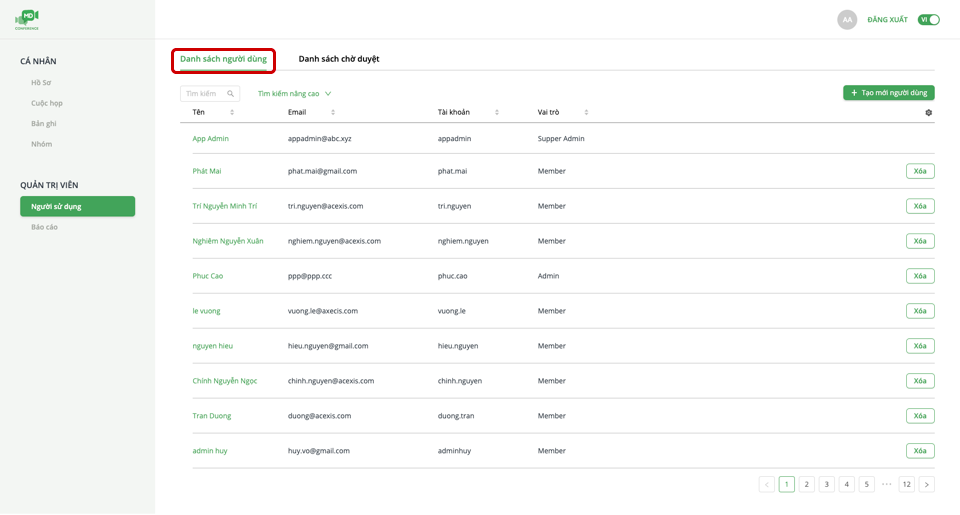 MD
CONFERENCE
AA
ĐĂNG XUẤT
VI
CÁ NHÂN
Hồ Sơ
Cuộc họp
Bản ghi
Nhóm
QUẢN TRỊ VIÊN
Người sử dụng
Báo cáo
Danh sách người dùng
Danh sách chờ duyệt
Tìm kiếm
Tìm kiếm nâng cao
+ Tạo mới người dùng
Tên Email Tài khoản Vai trò
App Admin appadmin@abc.xyz appadmin Supper Admin
Phát Mai phat.mai@gmail.com phat.mai Member Xóa
Trí Nguyễn Minh Trí tri.nguyen@acexis.com tri.nguyen Member Xóa
Nghiêm Nguyễn Xuân nghiem.nguyen@acexis.com nghiem.nguyen Member Xóa
Phuc Cao ppp@ppp.ccc phuc.cao Admin Xóa
le vuong vuong.le@axecis.com vuong.le Member Xóa
nguyen hieu hieu.nguyen@gmail.com hieu.nguyen Member Xóa
Chính Nguyễn Ngọc chinh.nguyen@acexis.com chinh.nguyen Member Xóa
Tran Duong duong@acexis.com duong.tran Member Xóa
admin huy huy.vo@gmail.com adminhuy Member Xóa
< 1 2 3 4 5 ••• 12 >